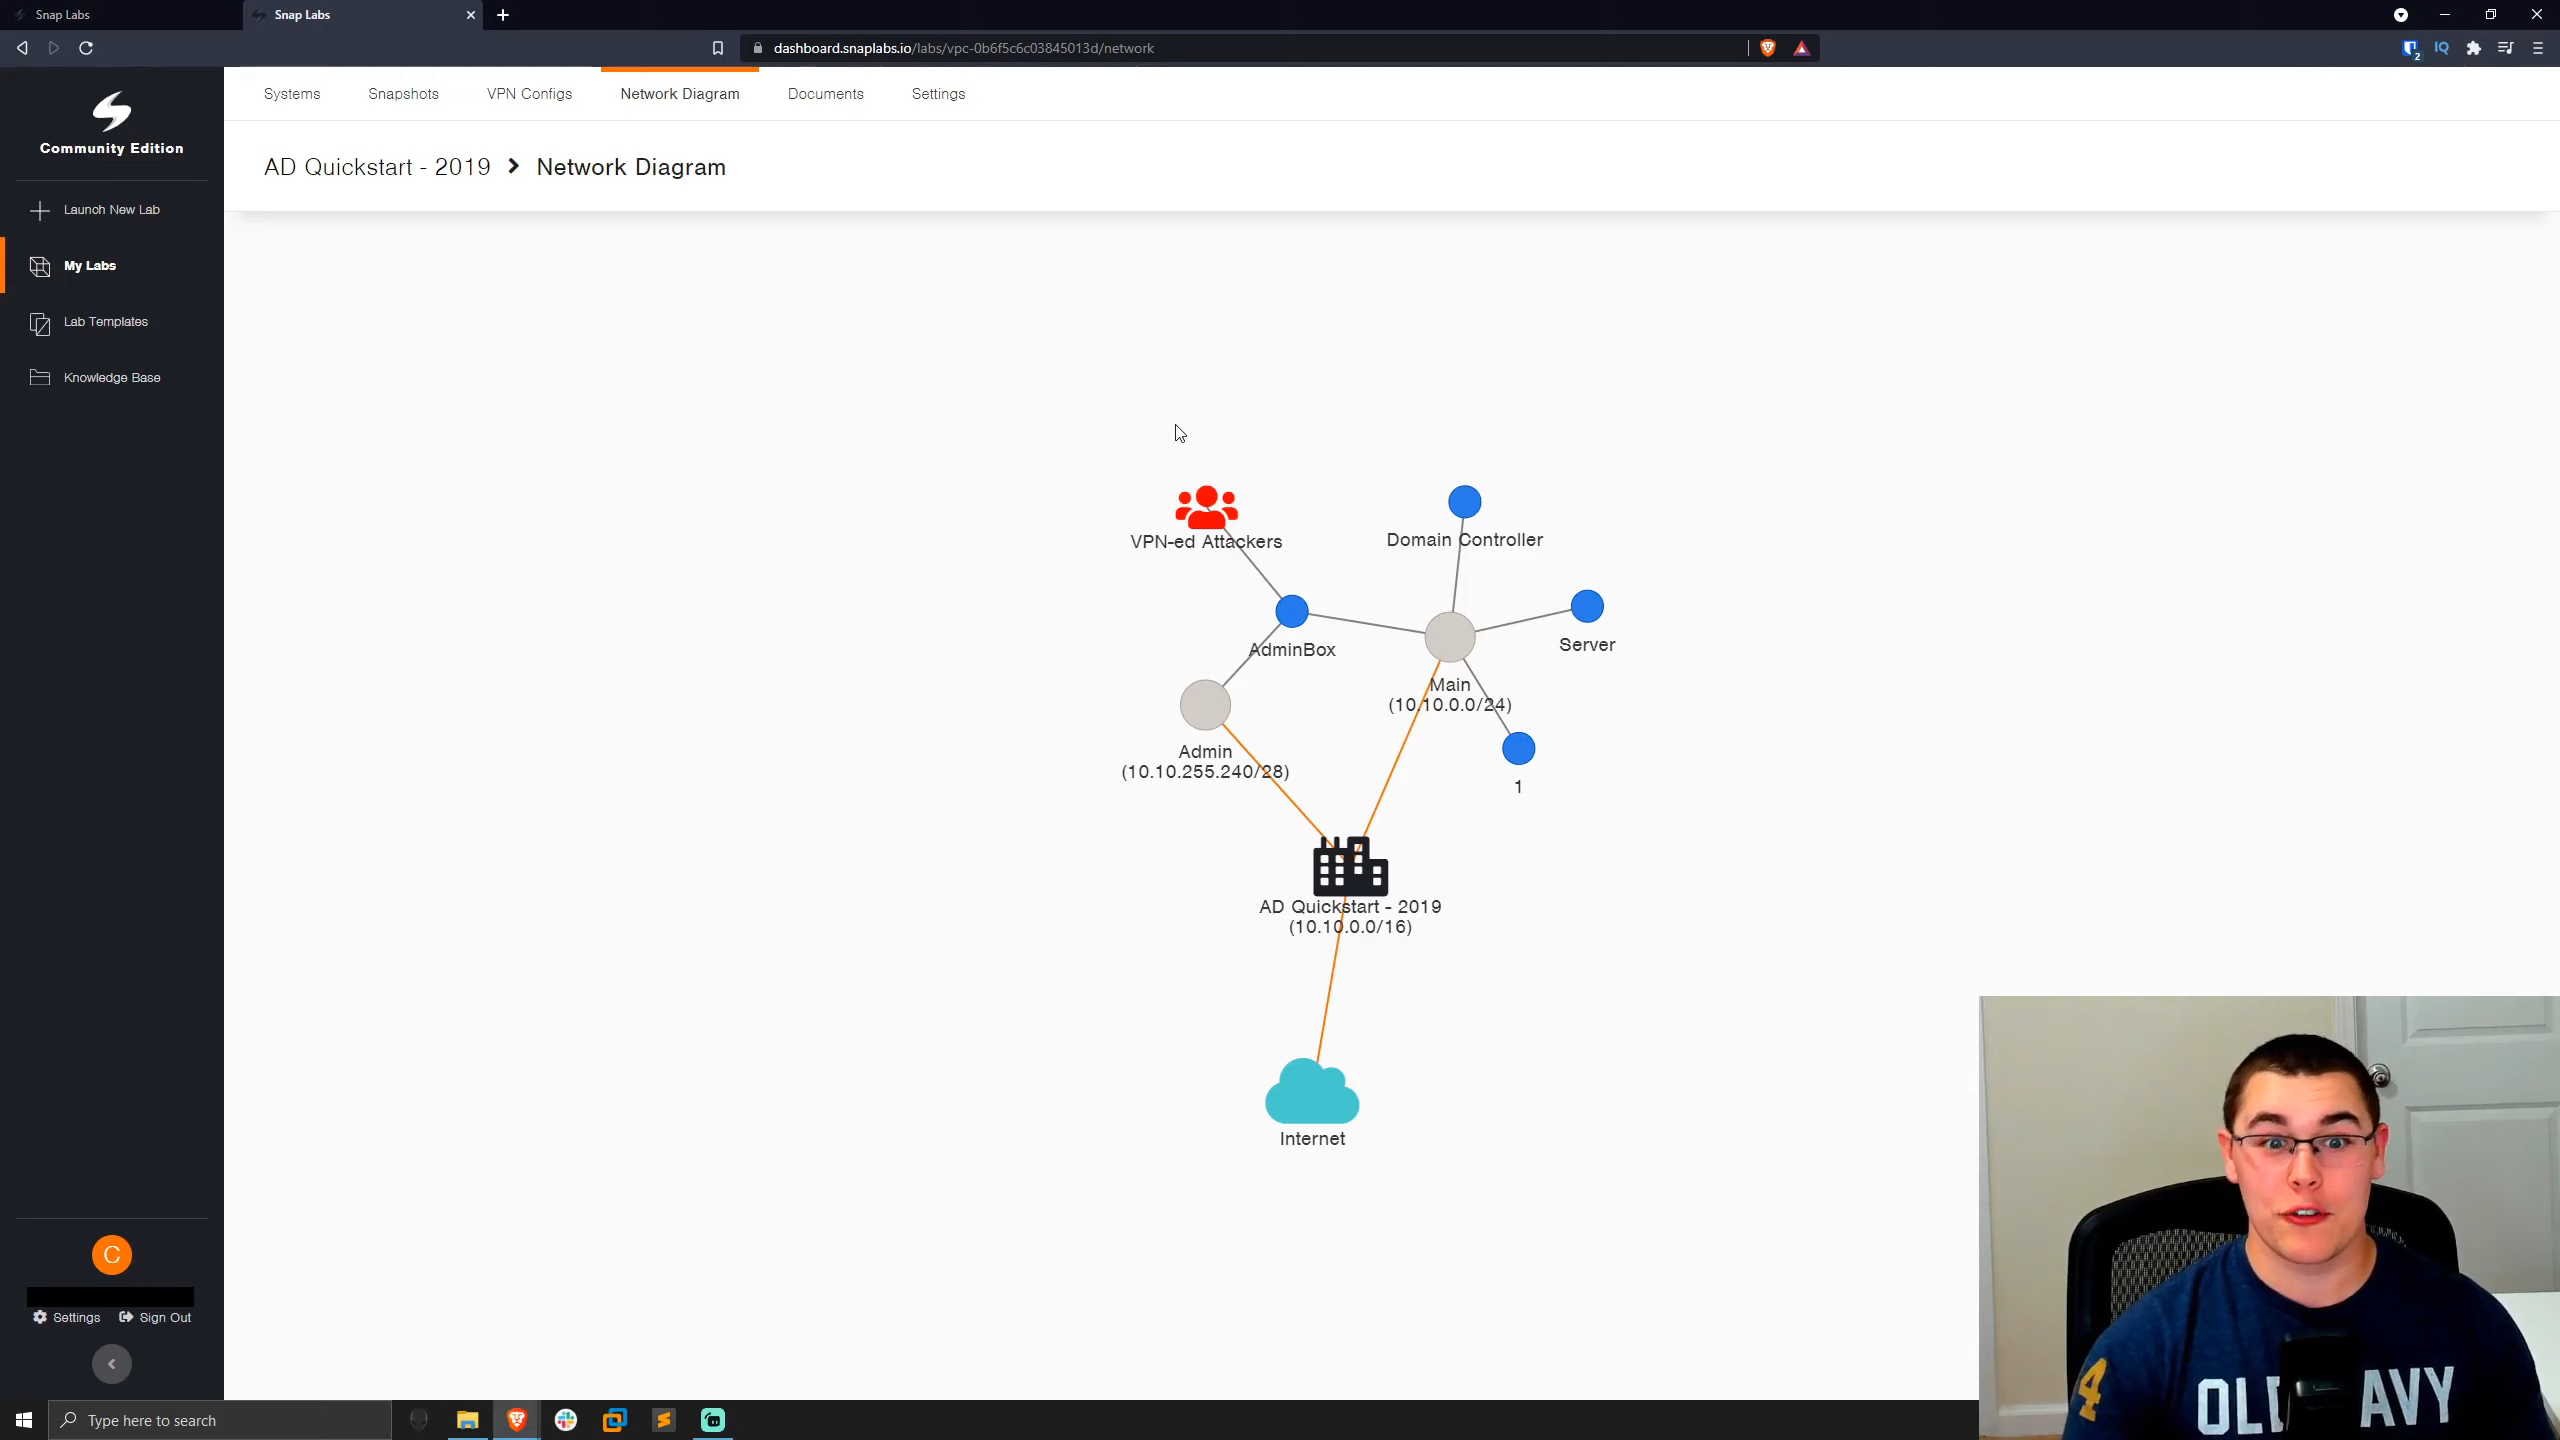 Snap Labs
Snap Labs
dashboard.snaplabs.io/labs/vpc-0b6f5c6c03845013d/network
2
IQ
Community Edition
Launch New Lab
My Labs
Lab Templates
Knowledge Base
Systems
Snapshots
VPN Configs
Network Diagram
Documents
Settings
AD Quickstart - 2019 > Network Diagram
VPN-ed Attackers
Domain Controller
AdminBox
Server
Main
(10.10.0.0/24)
Admin
(10.10.255.240/28)
1
AD Quickstart - 2019
(10.10.0.0/16)
Internet
C
Settings
Sign Out
Type here to search
4
OLD NAVY